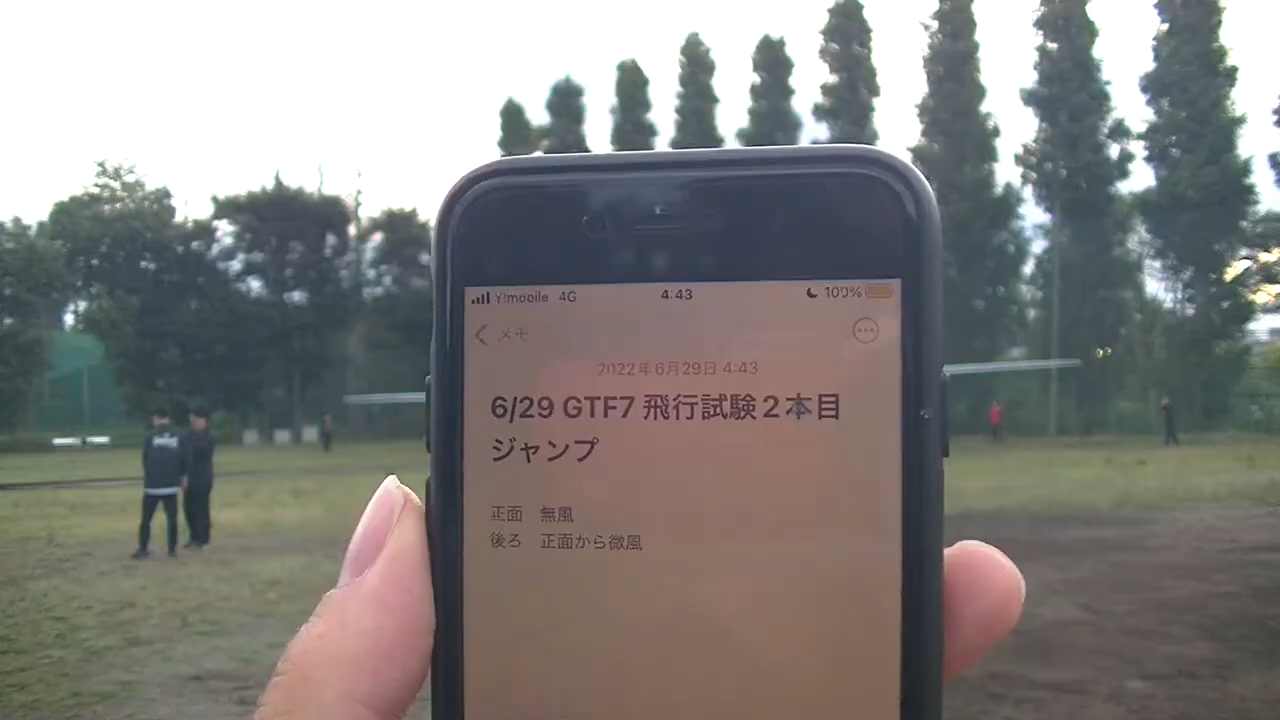 Y!mobile 4G 4:43 100%
メモ
2022年6月29日 4:43
6/29 GTF7 飛行試験２本目
ジャンプ
正面 無風
後ろ 正面から微風